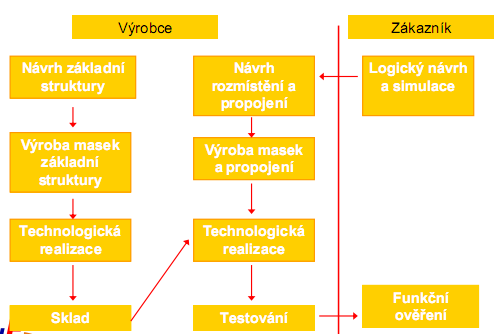 Výrobce
Zákazník
Návrh základní
struktury
Návrh
rozmístění a
propojení
Logický návrh
a simulace
Výroba masek
základní
struktury
Výroba masek
a propojení
Technologická
realizace
Technologická
realizace
Sklad
Testování
Funkční
ověření